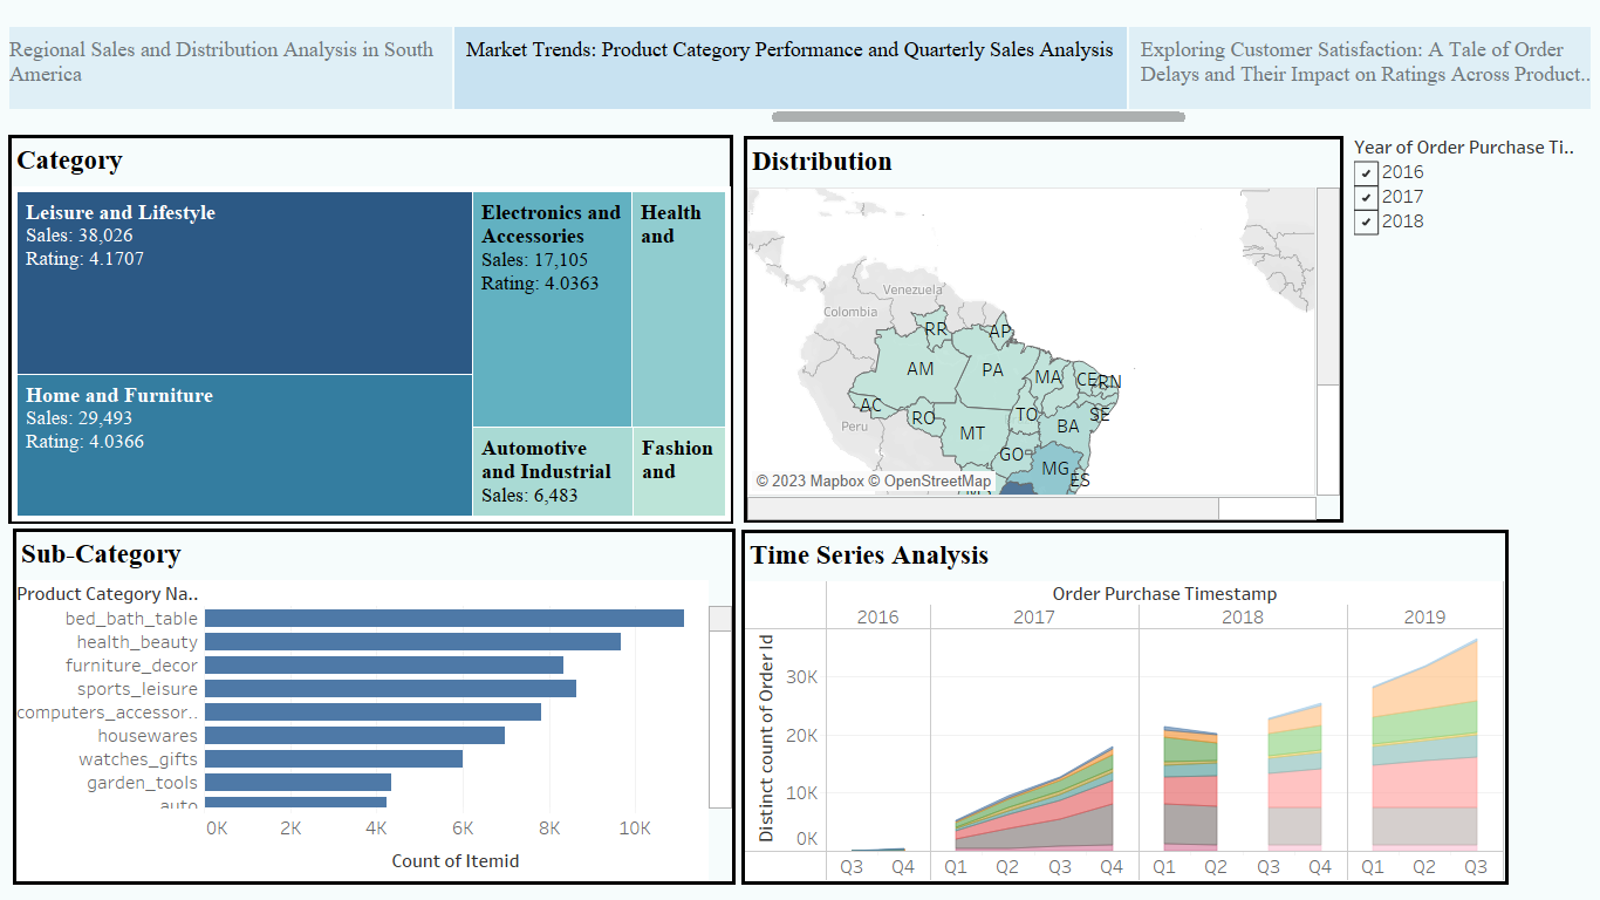 Regional Sales and Distribution Analysis in South
America
Market Trends: Product Category Performance and Quarterly Sales Analysis
Exploring Customer Satisfaction: A Tale of Order
Delays and Their Impact on Ratings Across Product..
Category
Leisure and Lifestyle
Sales: 38,026
Rating: 4.1707
Home and Furniture
Sales: 29,493
Rating: 4.0366
Electronics and
Accessories
Sales: 17,105
Rating: 4.0363
Health
and
Automotive
and Industrial
Sales: 6,483
Fashion
and
Distribution
Venezuela
Colombia
RR
AP
AM
PA
MA
CE
RN
AC
RO
TO
SE
Peru
MT
BA
GO
MG
ES
© 2023 Mapbox © OpenStreetMap
Year of Order Purchase Ti..
2016
2017
2018
Sub-Category
Product Category Na..
bed_bath_table
health_beauty
furniture_decor
sports_leisure
computers_accessor..
housewares
watches_gifts
garden_tools
auto
0K 2K 4K 6K 8K 10K
Count of Itemid
Time Series Analysis
Order Purchase Timestamp
2016 2017 2018 2019
Distinct count of Order Id
30K
20K
10K
0K
Q3 Q4 Q1 Q2 Q3 Q4 Q1 Q2 Q3 Q4 Q1 Q2 Q3